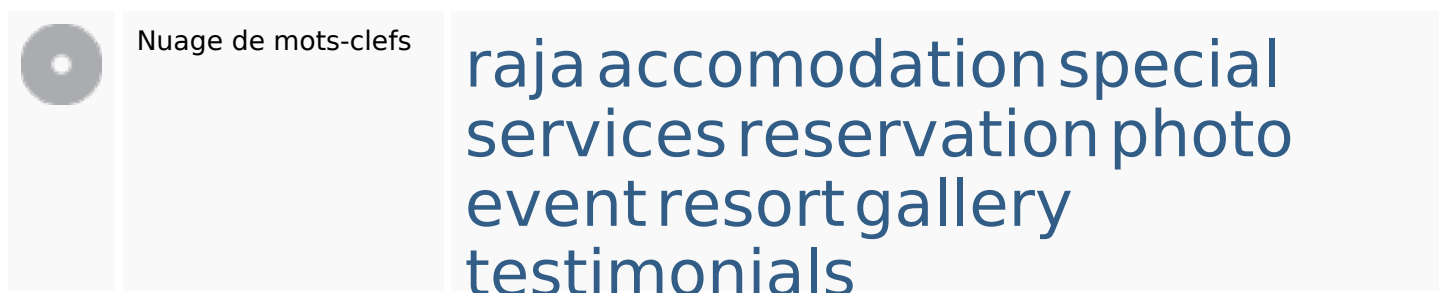 Nuage de mots-clefs
raja accomodation special
services reservation photo
event resort gallery
testimonials